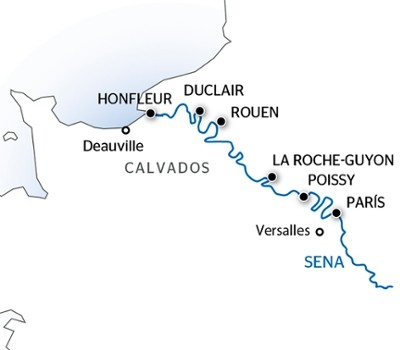 DUCLAIR
HONFLEUR
ROUEN
Deauville
CALVADOS
LA ROCHE-GUYON
POISSY
PARÍS
Versalles
SENA